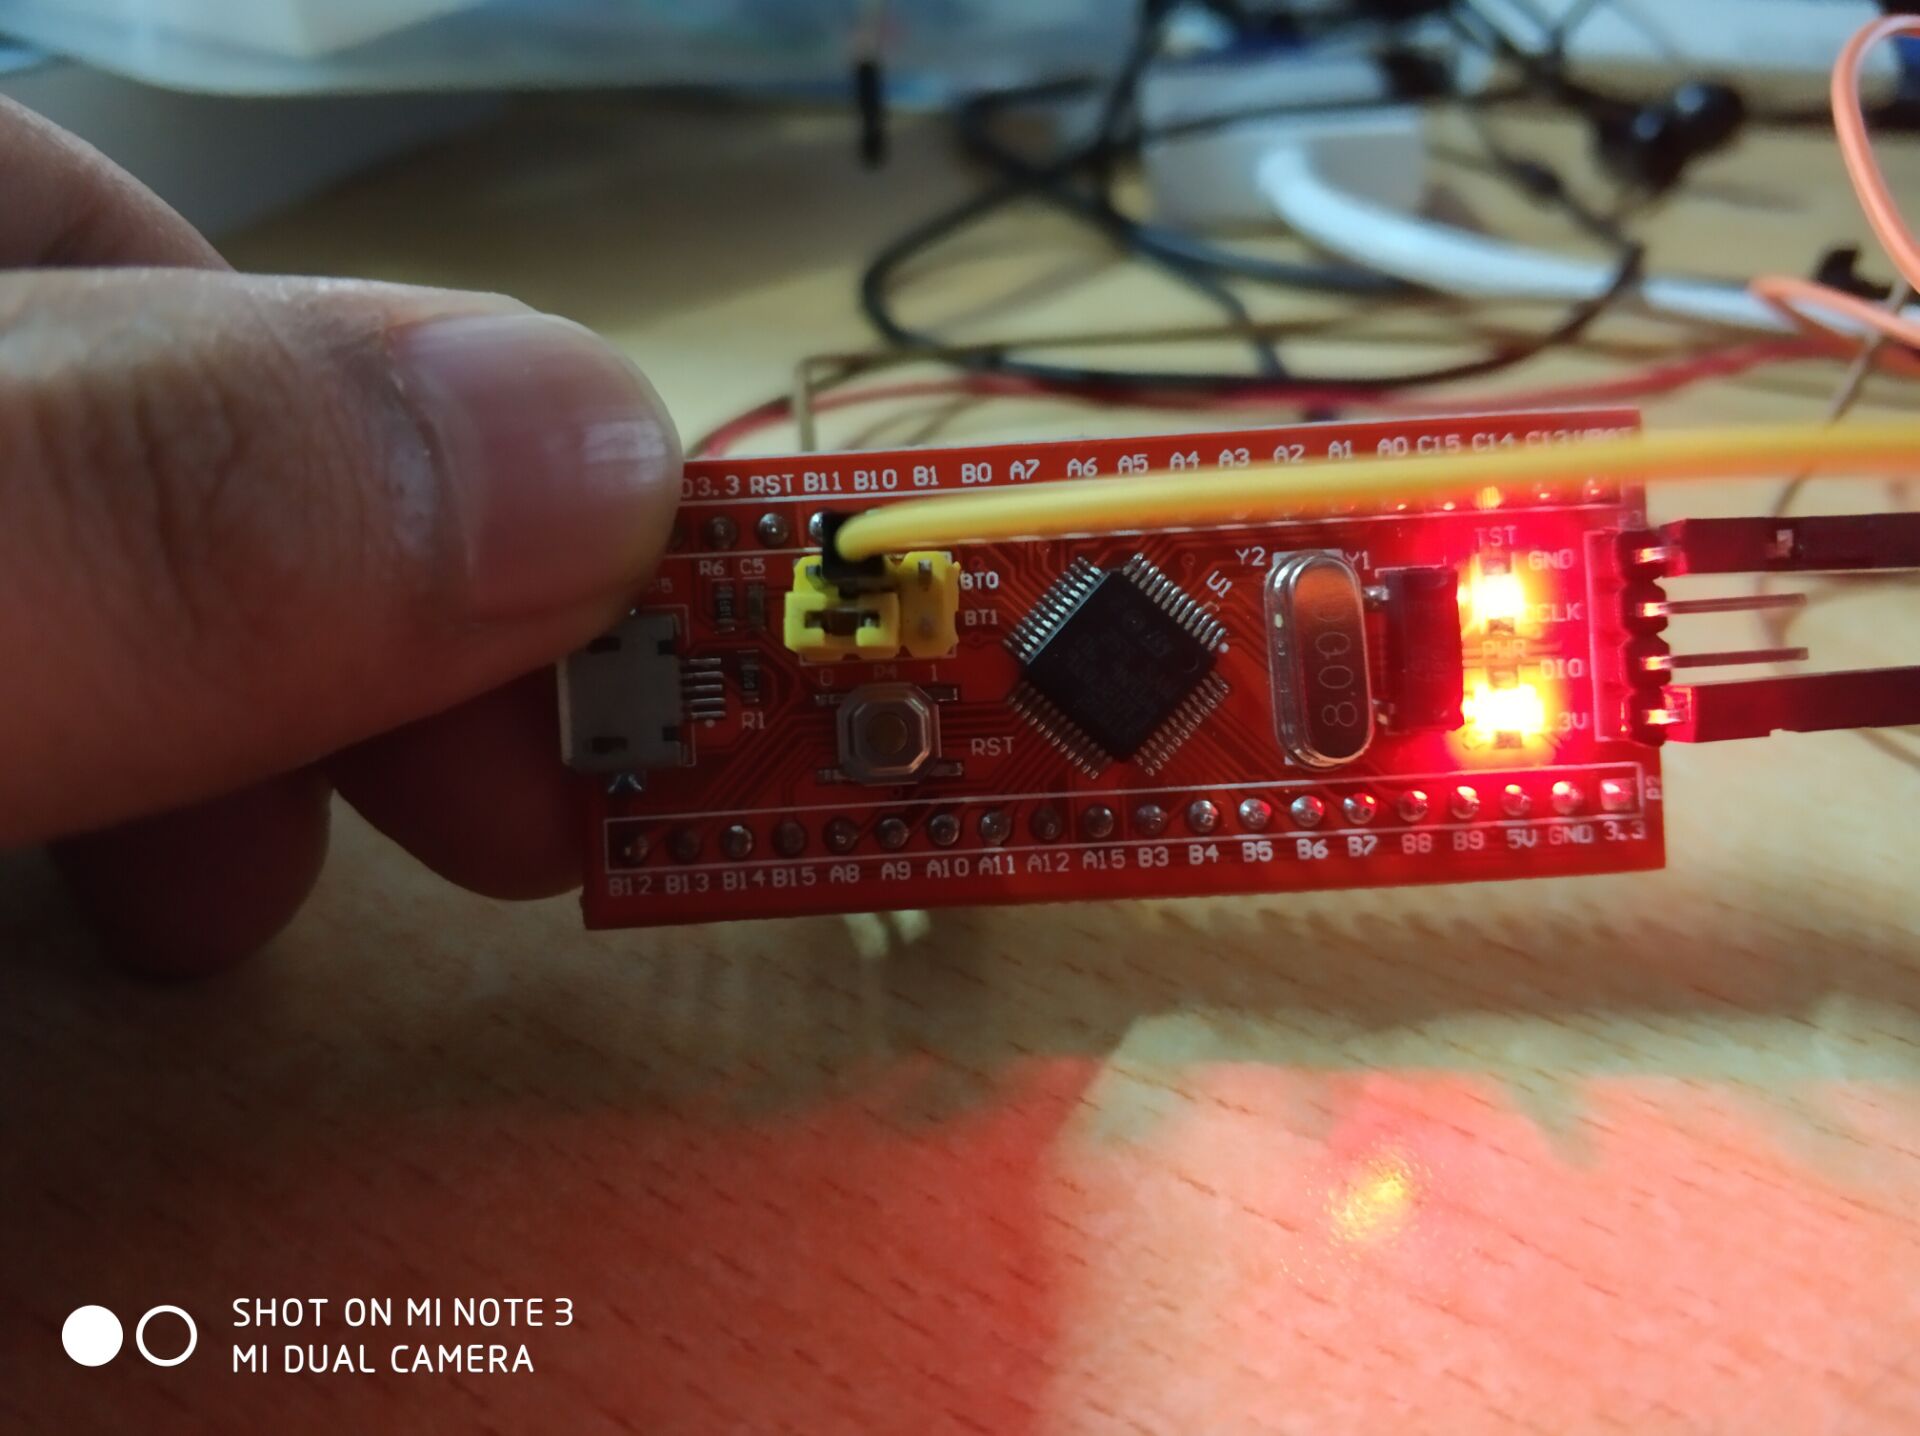 3.3 RST B11 B10 B1 B0 A7 A6 A5 A4 A3 A2 A1 A0 C15 C14 C13
TST
R6 C5 Y2 Y1 GND
BT0 U1
BT1 CLK
PWR
DIO
0 1
R1 8.000
3V
RST
P2
B12 B13 B14 B15 A8 A9 A10 A11 A12 A15 B3 B4 B5 B6 B7 B8 B9 5V GND 3.3
SHOT ON MI NOTE 3
MI DUAL CAMERA